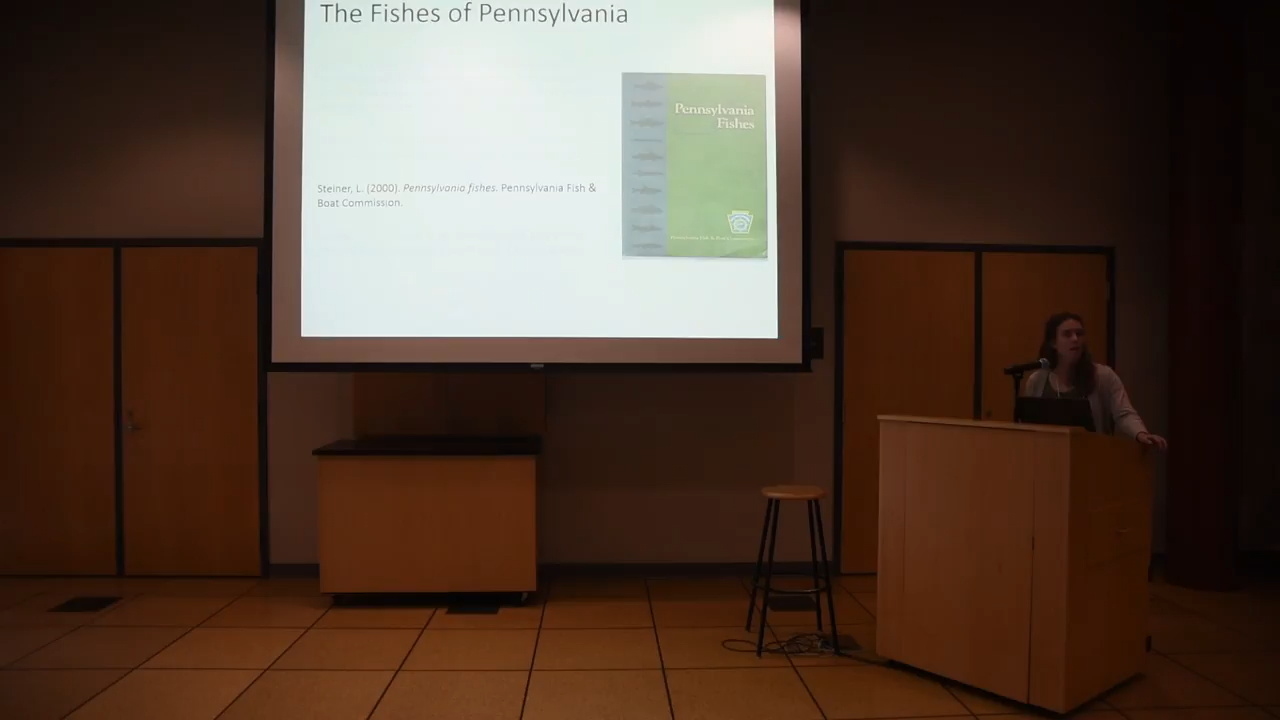 The Fishes of Pennsylvania
Pennsylvania
Fishes
Steiner, L. (2000). Pennsylvania fishes. Pennsylvania Fish &
Boat Commission.